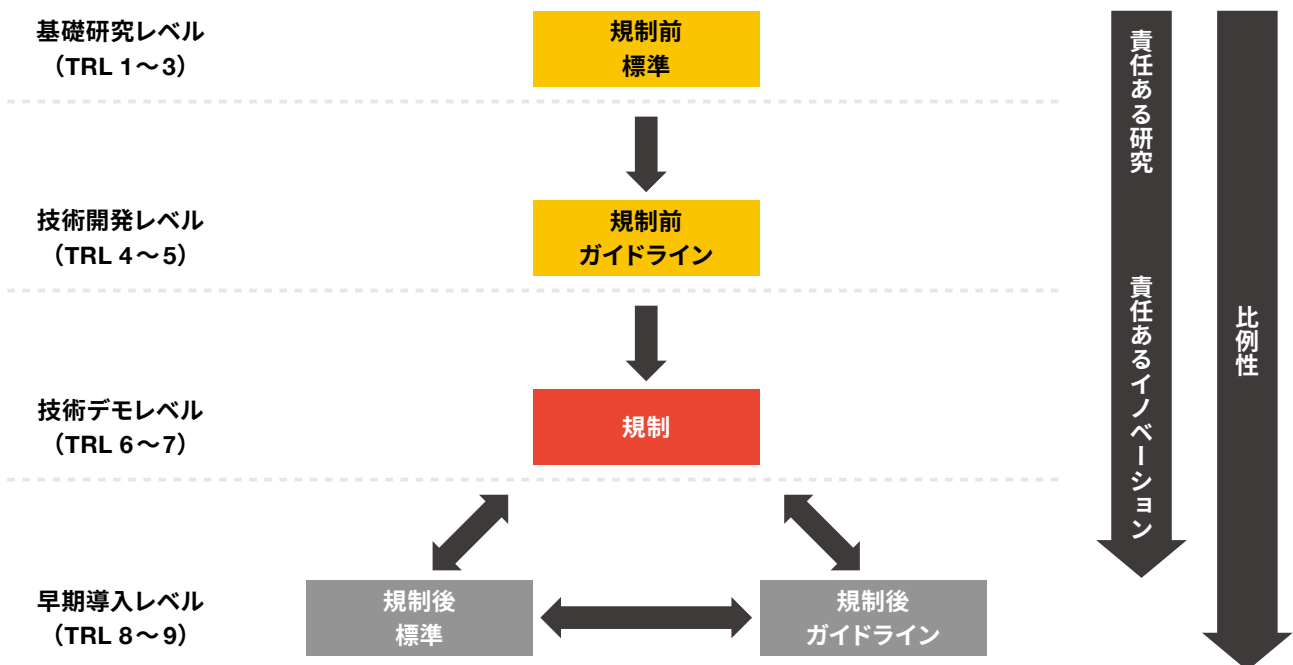 基礎研究レベル
（TRL 1〜3）
規制前
標準
技術開発レベル
（TRL 4〜5）
規制前
ガイドライン
技術デモレベル
（TRL 6〜7）
規制
早期導入レベル
（TRL 8〜9）
規制後
標準
規制後
ガイドライン
責任ある研究
責任あるイノベーション
比例性